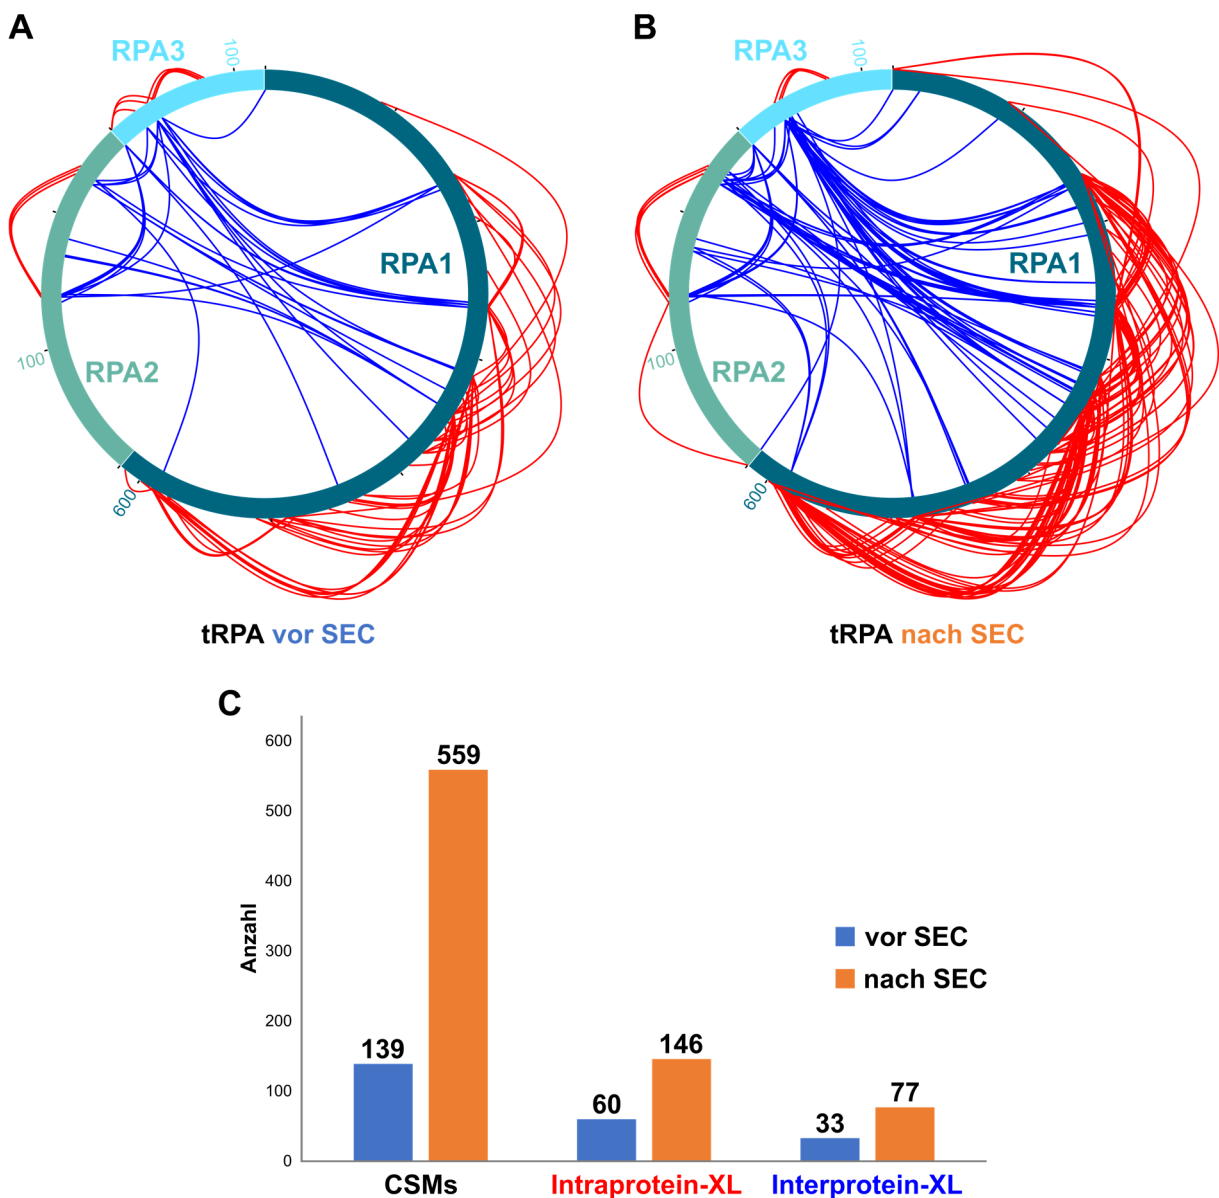 A
B
RPA3
100
RPA1
RPA2
100
600
RPA3
100
RPA1
RPA2
100
600
tRPA vor SEC
tRPA nach SEC
C
Anzahl
600
500
400
300
200
100
0
139
559
60
146
33
77
vor SEC
nach SEC
CSMs
Intraprotein-XL
Interprotein-XL